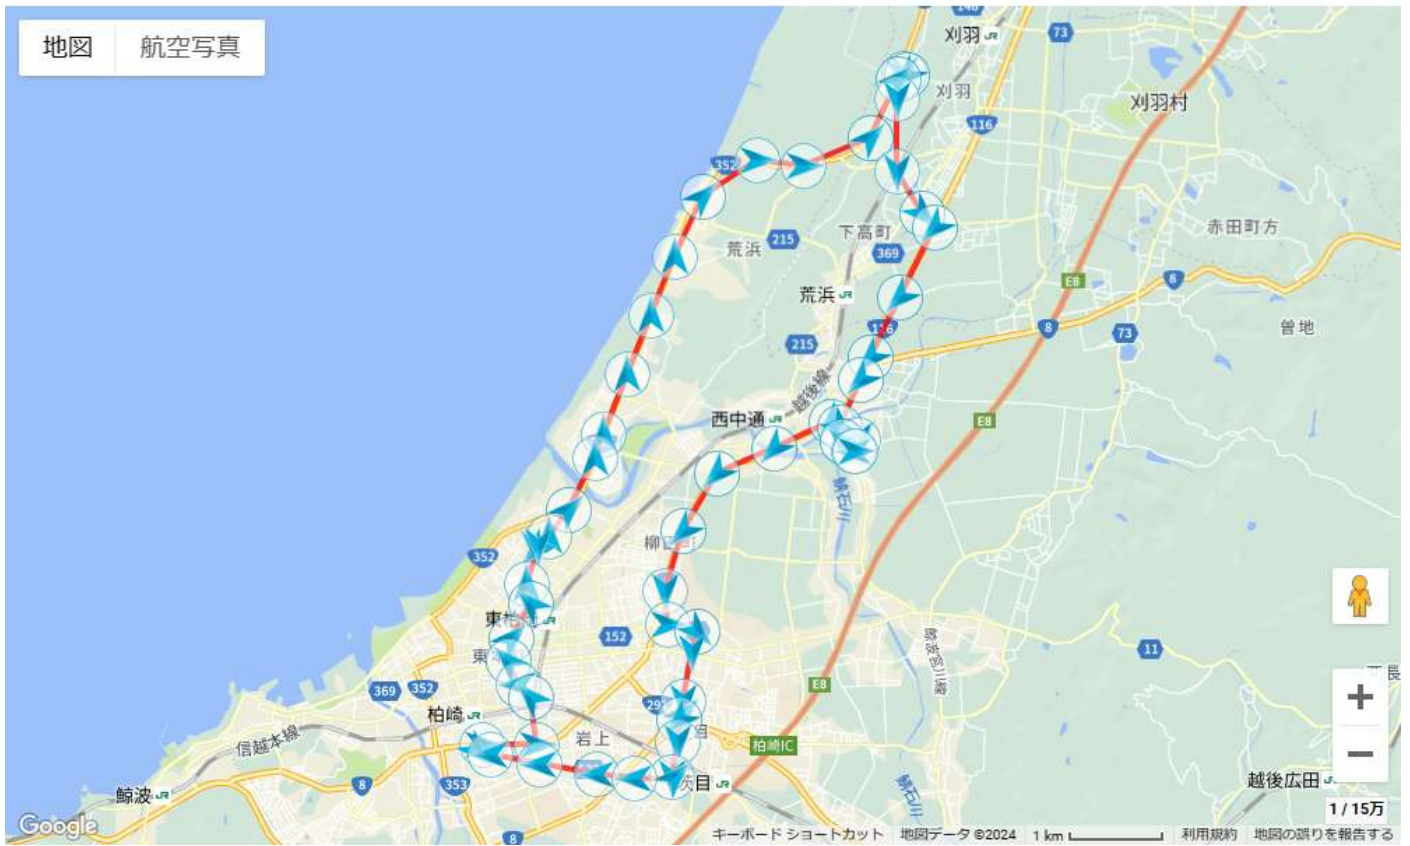 地図
航空写真
148
刈羽
73
刈羽
刈羽村
116
352
215
荒浜
下高町
369
赤田町方
E8
8
荒浜
116
8
73
曽地
215
越後線
西中通
E8
鯖石川
352
152
11
E8
369
352
柏崎
岩上
信越本線
柏崎IC
8
353
越後広田
鯨波
鯖石川
8
1 / 15万
Google
キーボード ショートカット
地図データ ©2024
1 km
利用規約
地図の誤りを報告する